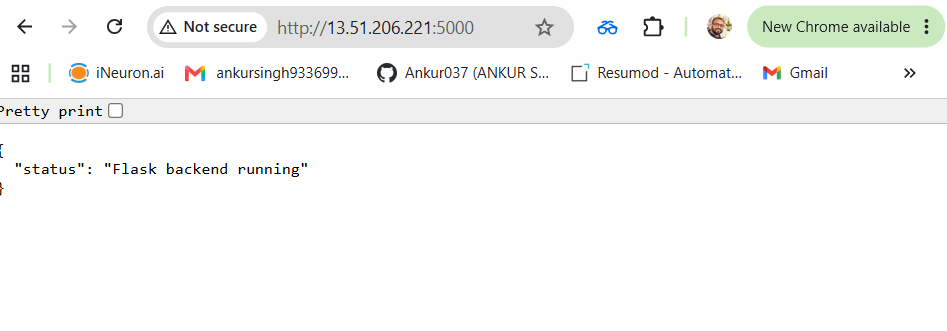 Not secure http://13.51.206.221:5000 New Chrome available
iNeuron.ai ankursingh933699... Ankur037 (ANKUR S... Resumod - Automat... Gmail
Pretty print
{
"status": "Flask backend running"
}